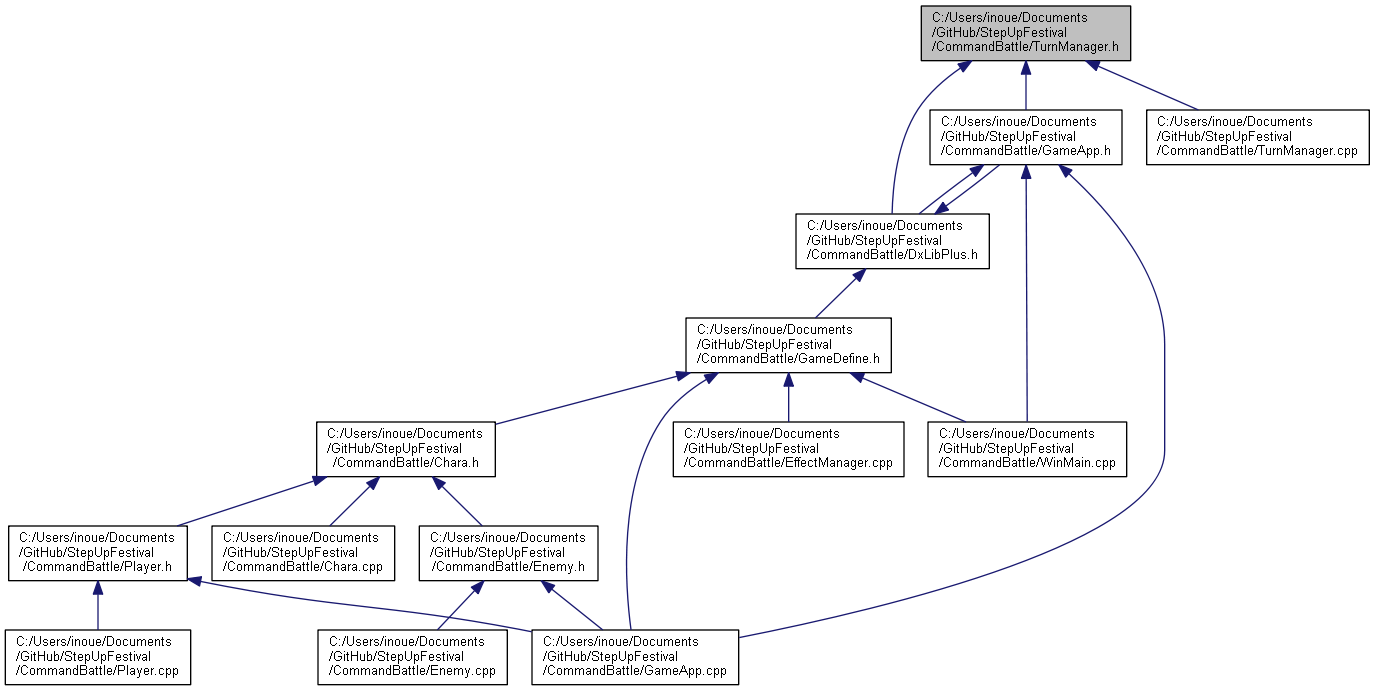 C:/Users/inoue/Documents
/GitHub/StepUpFestival
/CommandBattle/TurnManager.h
C:/Users/inoue/Documents
/GitHub/StepUpFestival
/CommandBattle/GameApp.h
C:/Users/inoue/Documents
/GitHub/StepUpFestival
/CommandBattle/TurnManager.cpp
C:/Users/inoue/Documents
/GitHub/StepUpFestival
/CommandBattle/DxLibPlus.h
C:/Users/inoue/Documents
/GitHub/StepUpFestival
/CommandBattle/GameDefine.h
C:/Users/inoue/Documents
/GitHub/StepUpFestival
/CommandBattle/Chara.h
C:/Users/inoue/Documents
/GitHub/StepUpFestival
/CommandBattle/EffectManager.cpp
C:/Users/inoue/Documents
/GitHub/StepUpFestival
/CommandBattle/WinMain.cpp
C:/Users/inoue/Documents
/GitHub/StepUpFestival
/CommandBattle/Player.h
C:/Users/inoue/Documents
/GitHub/StepUpFestival
/CommandBattle/Chara.cpp
C:/Users/inoue/Documents
/GitHub/StepUpFestival
/CommandBattle/Enemy.h
C:/Users/inoue/Documents
/GitHub/StepUpFestival
/CommandBattle/Player.cpp
C:/Users/inoue/Documents
/GitHub/StepUpFestival
/CommandBattle/Enemy.cpp
C:/Users/inoue/Documents
/GitHub/StepUpFestival
/CommandBattle/GameApp.cpp